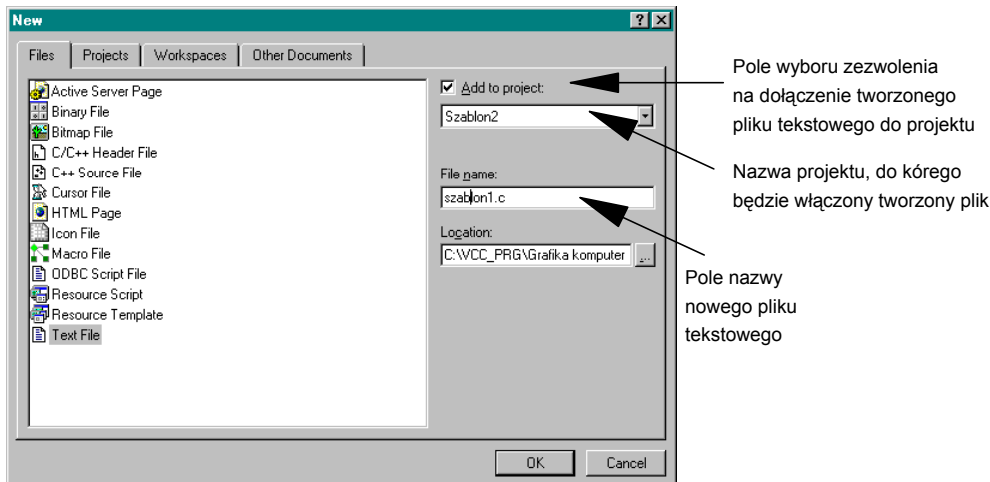 New
Files Projects Workspaces Other Documents
Active Server Page
Binary File
Bitmap File
C/C++ Header File
C++ Source File
Cursor File
HTML Page
Icon File
Macro File
ODBC Script File
Resource Script
Resource Template
Text File
Add to project:
Szablon2
File name:
szablon1.c
Location:
C:\VCC_PRG\Grafika komputer
...
OK Cancel
Pole wyboru zezwolenia
na dołączenie tworzonego
pliku tekstowego do projektu
Nazwa projektu, do kórego
będzie włączony tworzony plik
Pole nazwy
nowego pliku
tekstowego